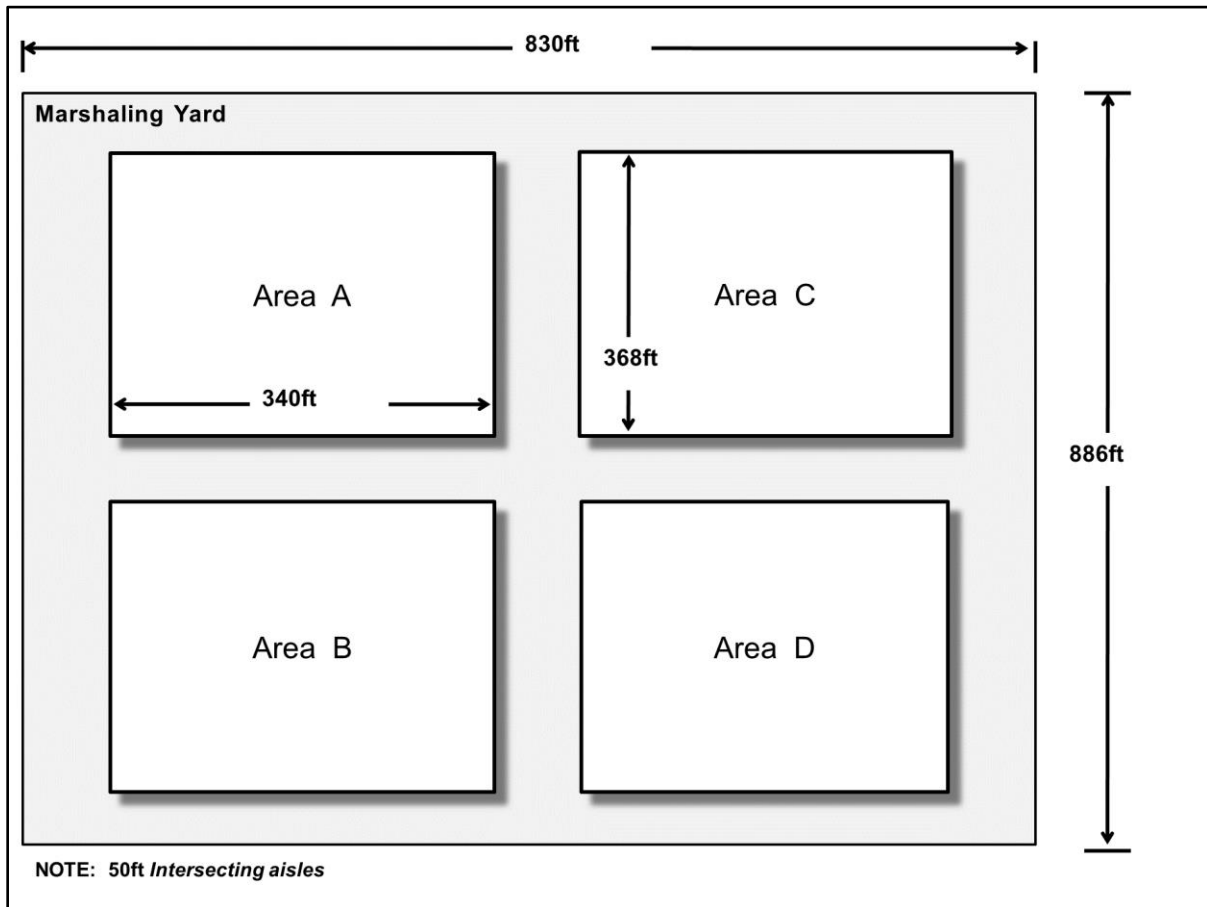 830ft
Marshaling Yard
Area A
Area C
368ft
340ft
886ft
Area B
Area D
NOTE: 50ft Intersecting aisles